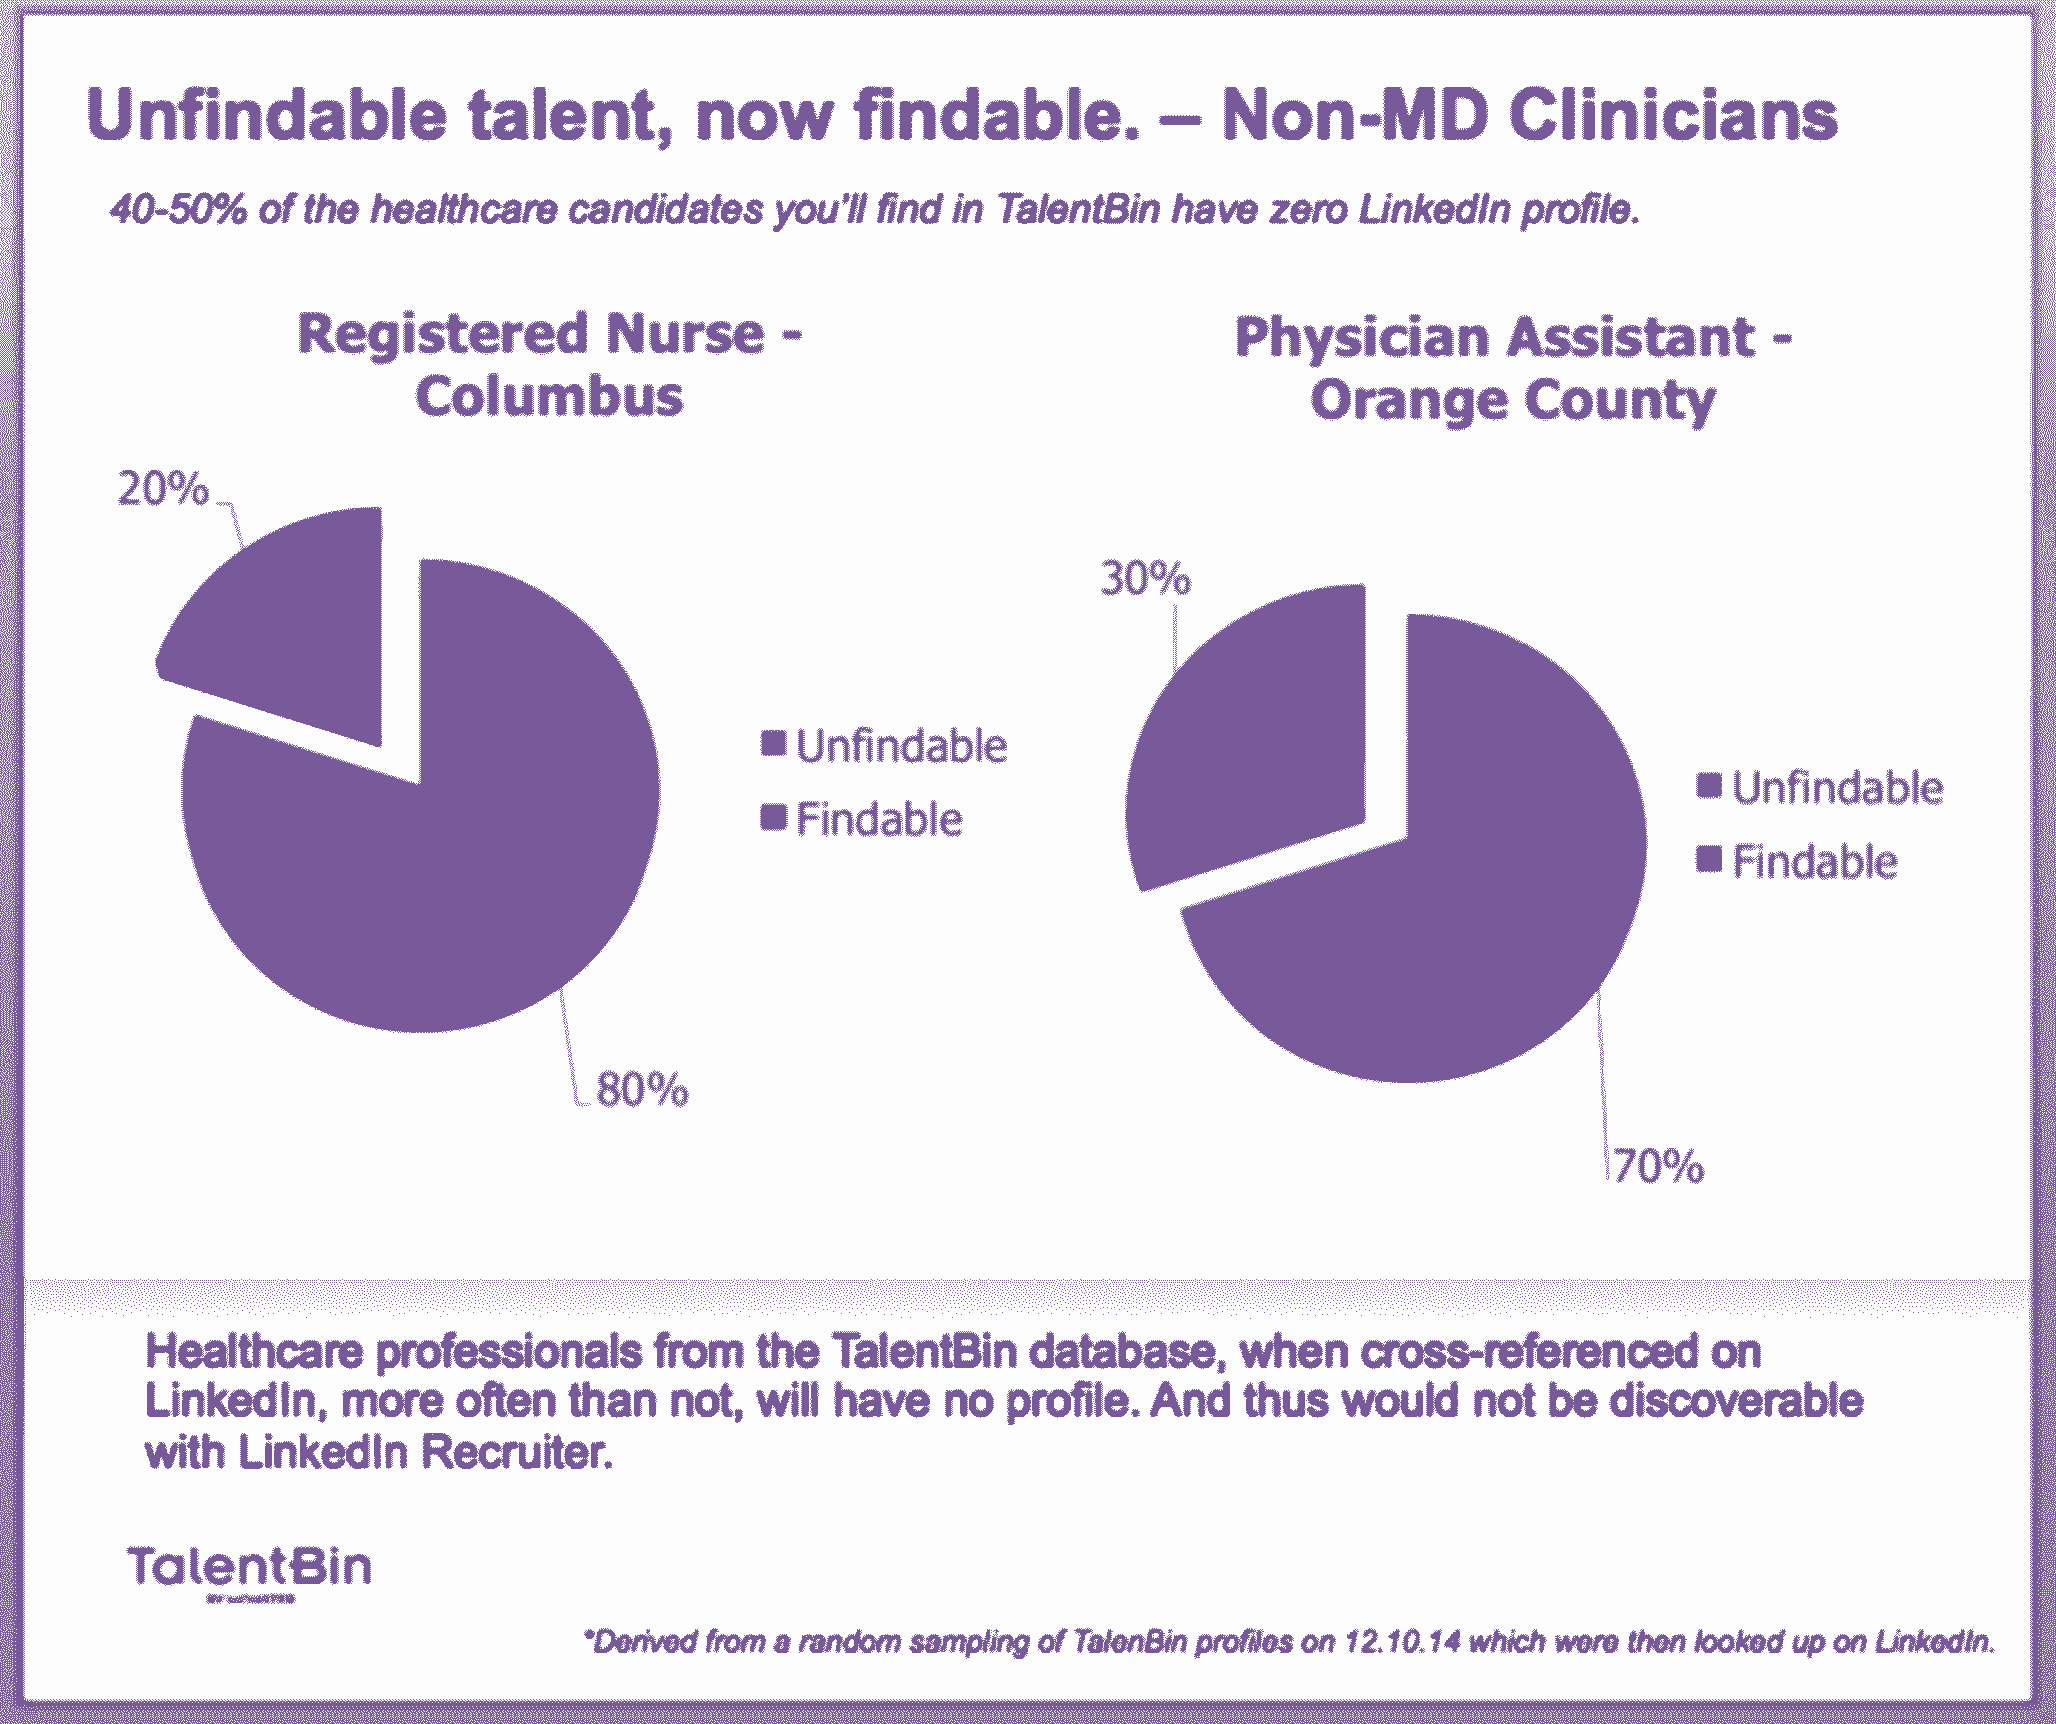 Unfindable talent, now findable. – Non-MD Clinicians
40-50% of the healthcare candidates you'll find in TalentBin have zero LinkedIn profile.
Registered Nurse -
Columbus
20%
80%
Unfindable
Findable
Physician Assistant -
Orange County
30%
70%
Unfindable
Findable
Healthcare professionals from the TalentBin database, when cross-referenced on
LinkedIn, more often than not, will have no profile. And thus would not be discoverable
with LinkedIn Recruiter.
TalentBin
BY
*Derived from a random sampling of TalenBin profiles on 12.10.14 which were then looked up on LinkedIn.